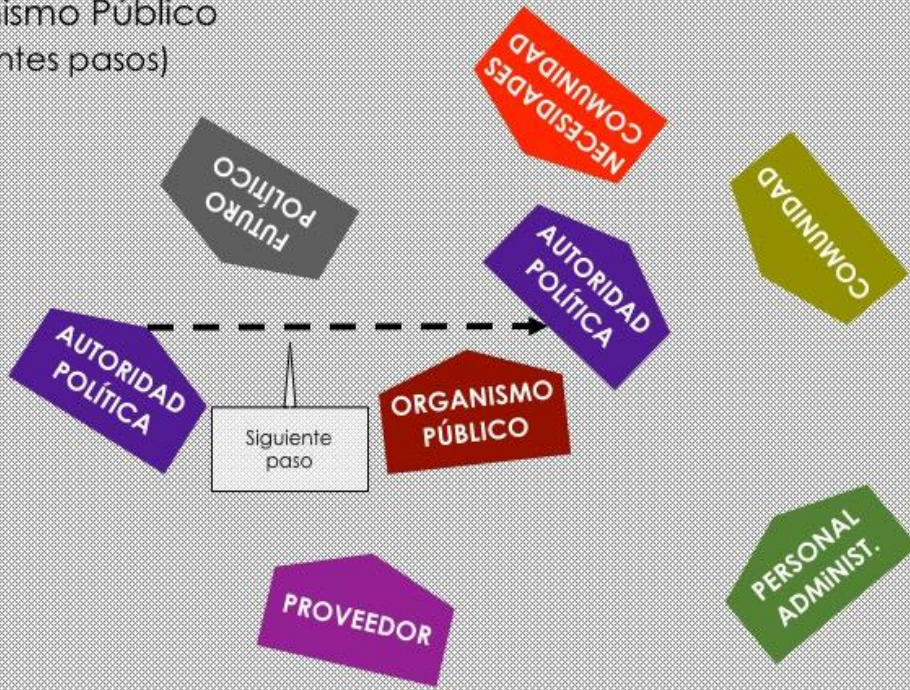 ismo Público
ntes pasos)
NECESIDADES
COMUNIDAD
FUTURO
POLÍTICO
COMUNIDAD
AUTORIDAD
POLÍTICA
AUTORIDAD
POLÍTICA
ORGANISMO
PÚBLICO
Siguiente
paso
PERSONAL
ADMINIST.
PROVEEDOR